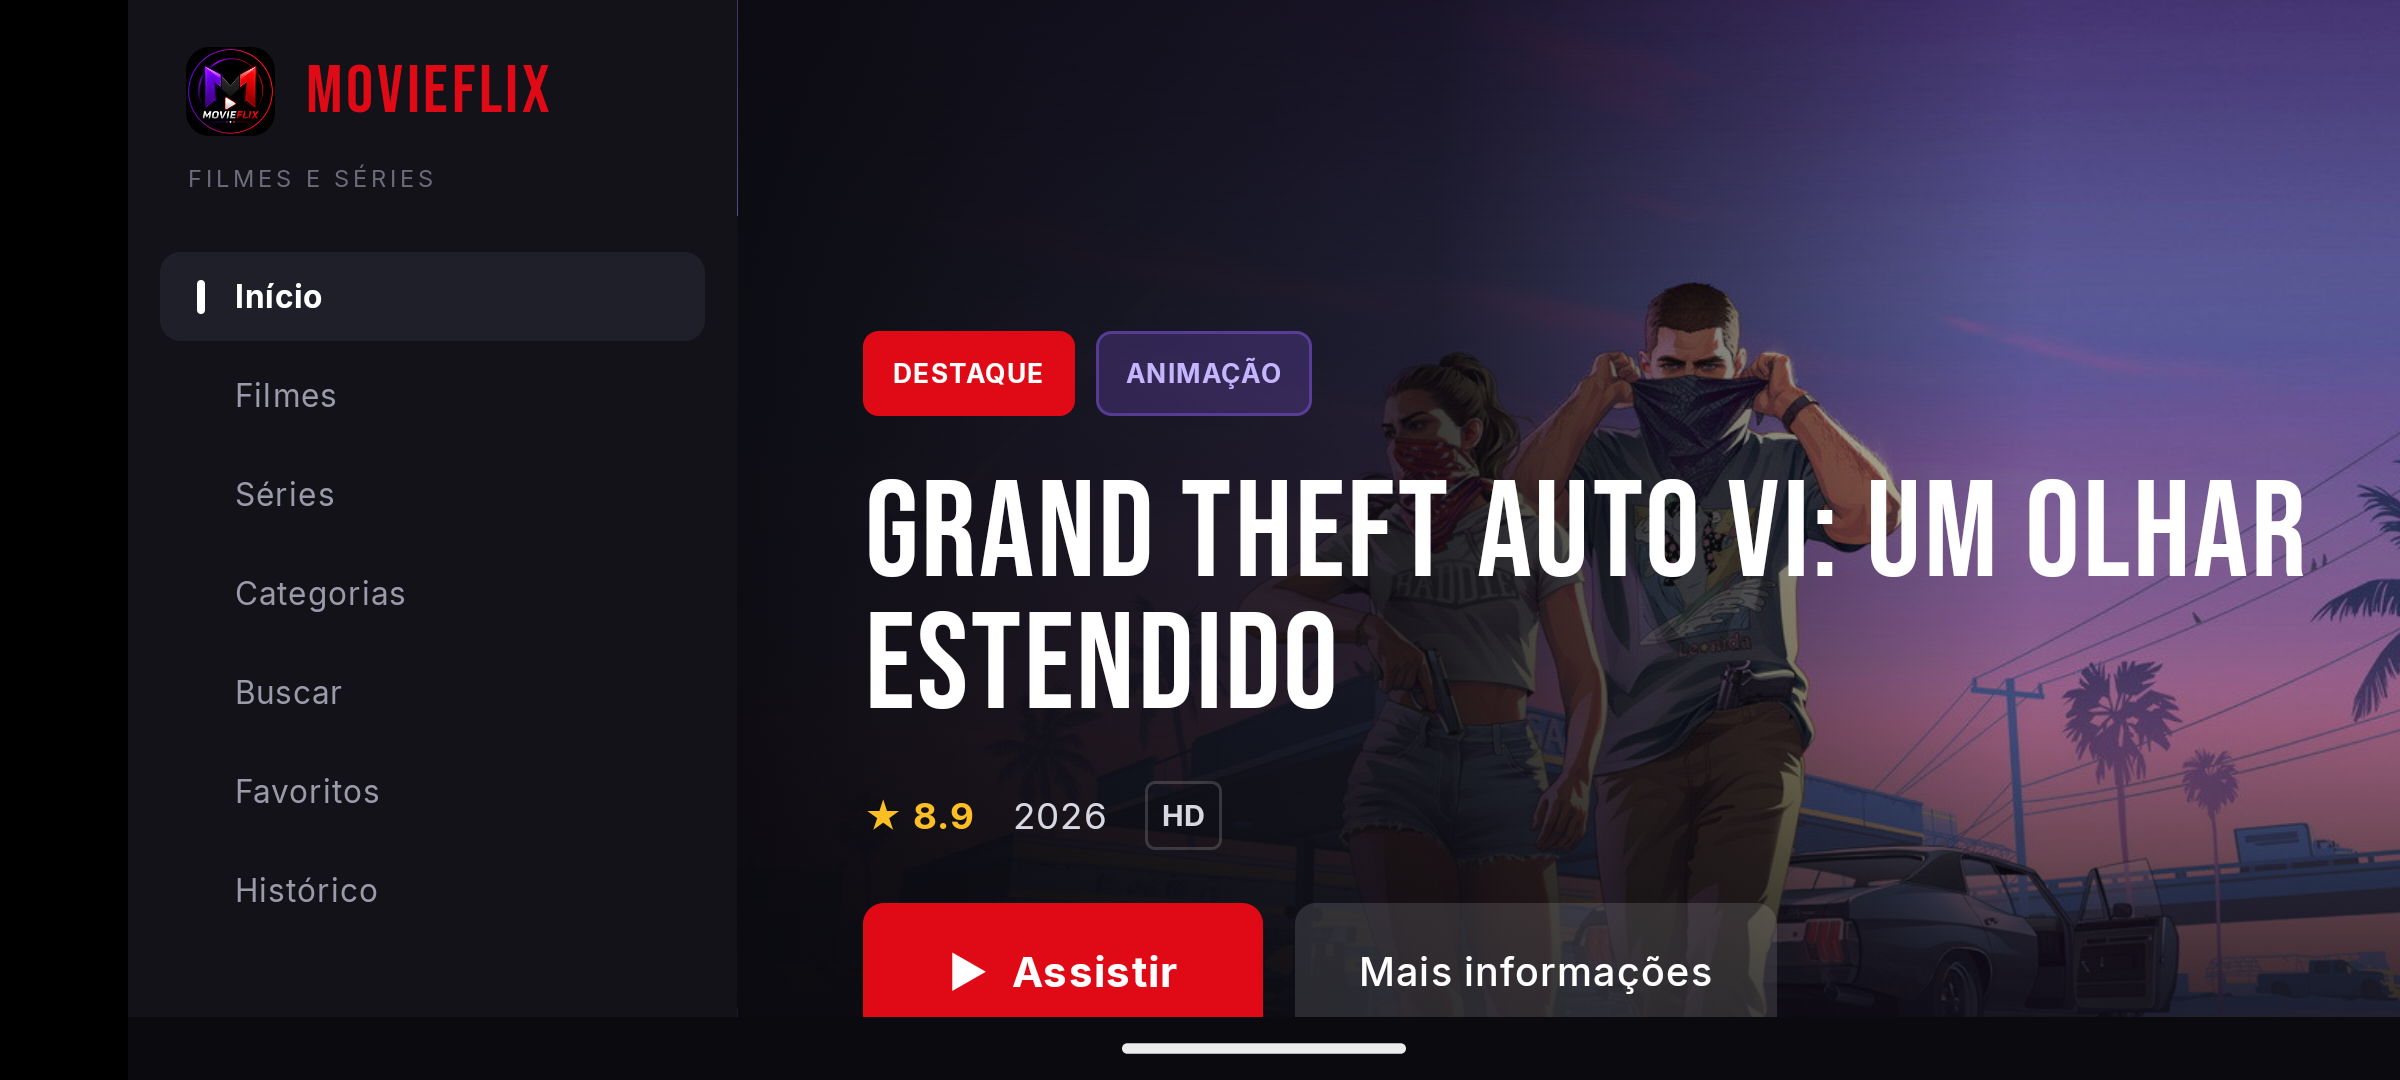 MOVIEFLIX
MOVIEFLIX
FILMES E SÉRIES
Início
Filmes
Séries
Categorias
Buscar
Favoritos
Histórico
DESTAQUE
ANIMAÇÃO
GRAND THEFT AUTO VI: UM OLHAR
ESTENDIDO
★ 8.9 2026 HD
Assistir
Mais informações
Leonida